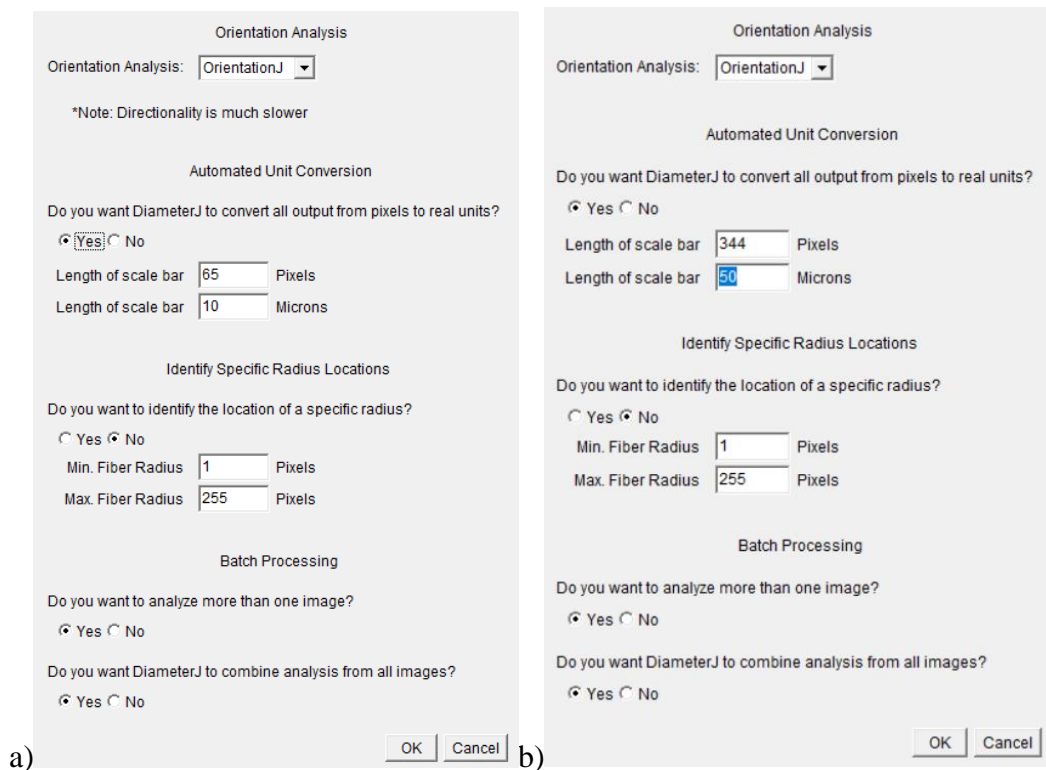 Orientation Analysis
Orientation Analysis: OrientationJ
*Note: Directionality is much slower
Automated Unit Conversion
Do you want DiameterJ to convert all output from pixels to real units?
Yes No
Length of scale bar 65 Pixels
Length of scale bar 10 Microns
Identify Specific Radius Locations
Do you want to identify the location of a specific radius?
Yes No
Min. Fiber Radius 1 Pixels
Max. Fiber Radius 255 Pixels
Batch Processing
Do you want to analyze more than one image?
Yes No
Do you want DiameterJ to combine analysis from all images?
Yes No
OK Cancel
a)
Orientation Analysis
Orientation Analysis: OrientationJ
Automated Unit Conversion
Do you want DiameterJ to convert all output from pixels to real units?
Yes No
Length of scale bar 344 Pixels
Length of scale bar 50 Microns
Identify Specific Radius Locations
Do you want to identify the location of a specific radius?
Yes No
Min. Fiber Radius 1 Pixels
Max. Fiber Radius 255 Pixels
Batch Processing
Do you want to analyze more than one image?
Yes No
Do you want DiameterJ to combine analysis from all images?
Yes No
OK Cancel
b)